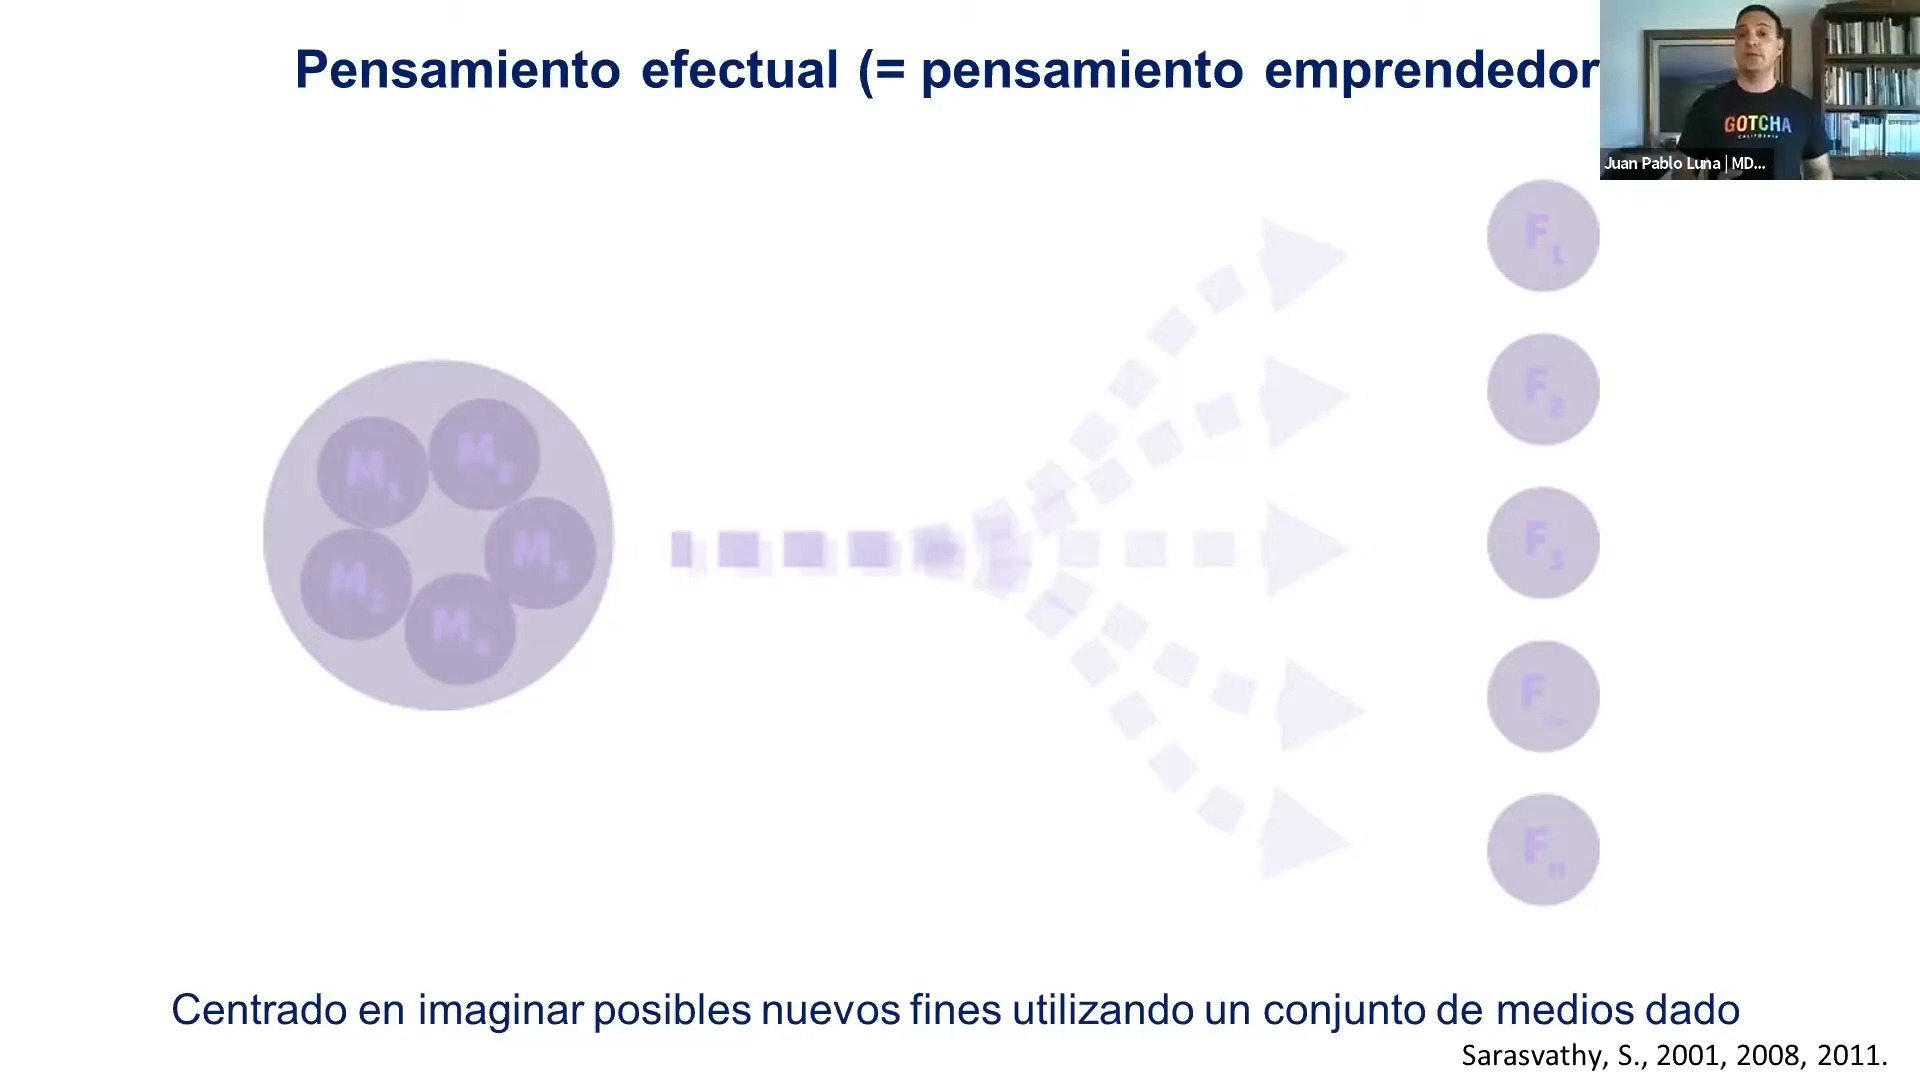 Pensamiento efectual (= pensamiento emprendedor
GOTCHA
CALIFORNIA
Juan Pablo Luna | MD...
F1
F2
M1
M2
M5
F3
M3
M4
F...
Fn
Centrado en imaginar posibles nuevos fines utilizando un conjunto de medios dado
Sarasvathy, S., 2001, 2008, 2011.